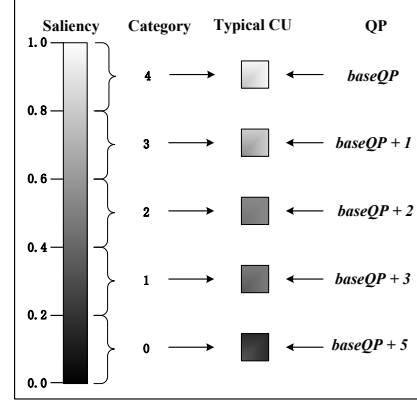 Saliency Category Typical CU QP
1.0
4 baseQP
0.8
3 baseQP + 1
0.6
2 baseQP + 2
0.4
1 baseQP + 3
0.2
0 baseQP + 5
0.0